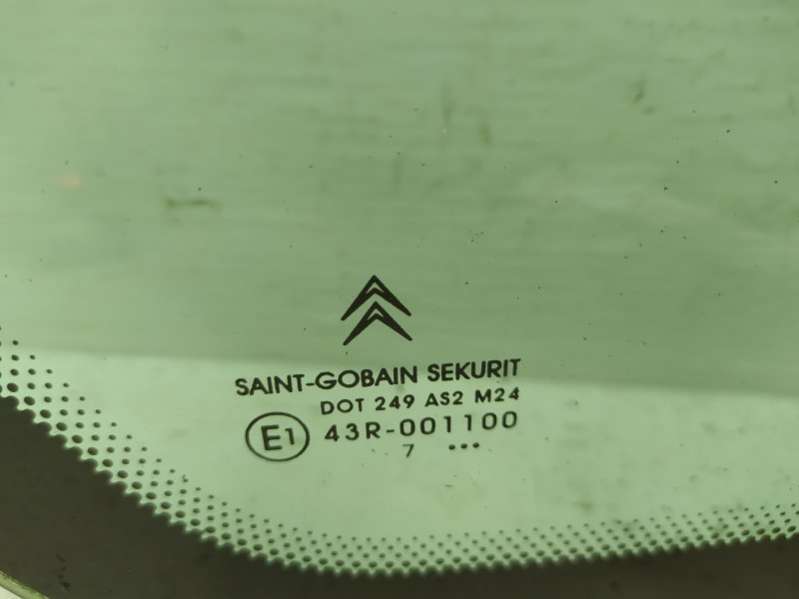 SAINT-GOBAIN SEKURIT
DOT 249 AS2 M24
E1 43R-001100
7 •••